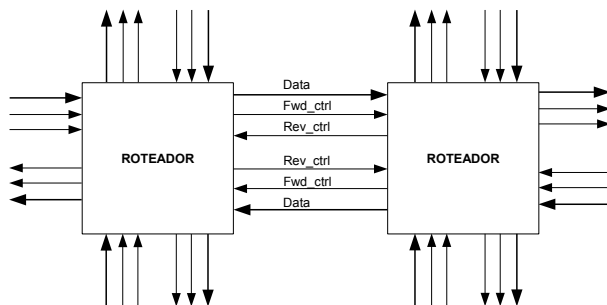 Data
Fwd_ctrl
Rev_ctrl
ROTEADOR
ROTEADOR
Rev_ctrl
Fwd_ctrl
Data